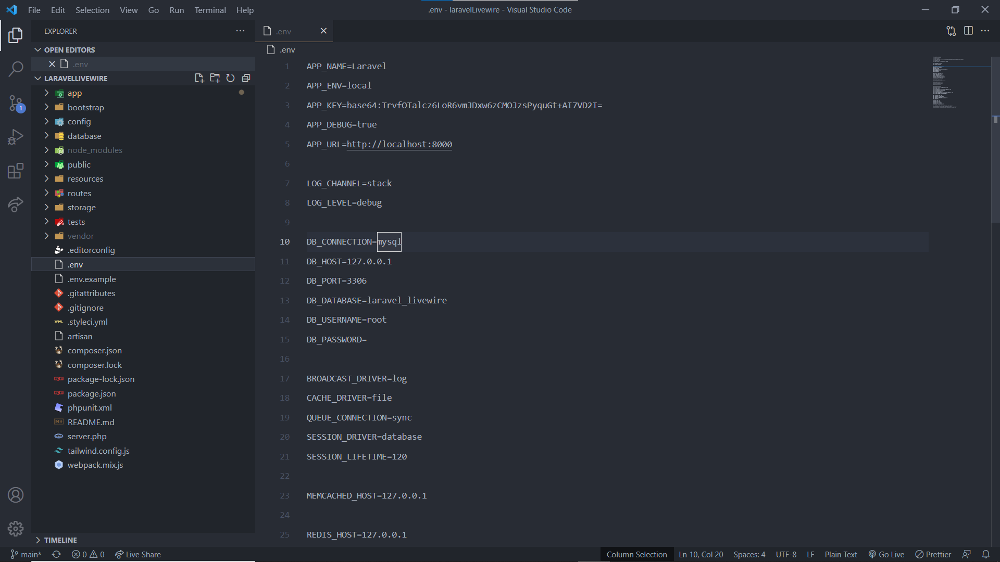 File Edit Selection View Go Run Terminal Help
.env - laravelLivewire - Visual Studio Code
EXPLORER
OPEN EDITORS
.env
LARAVELLIVEWIRE
app
bootstrap
config
database
node_modules
public
resources
routes
storage
tests
vendor
.editorconfig
.env
.env.example
.gitattributes
.gitignore
.styleci.yml
artisan
composer.json
composer.lock
package-lock.json
package.json
phpunit.xml
README.md
server.php
tailwind.config.js
webpack.mix.js
TIMELINE
1
.env
.env
1 APP_NAME=Laravel
2 APP_ENV=local
3 APP_KEY=base64:TrvfOTalcz6LoR6vmJDxw6zCMOJzsPyquGt+AI7VD2I=
4 APP_DEBUG=true
5 APP_URL=http://localhost:8000
6
7 LOG_CHANNEL=stack
8 LOG_LEVEL=debug
9
10 DB_CONNECTION=mysql
11 DB_HOST=127.0.0.1
12 DB_PORT=3306
13 DB_DATABASE=laravel_livewire
14 DB_USERNAME=root
15 DB_PASSWORD=
16
17 BROADCAST_DRIVER=log
18 CACHE_DRIVER=file
19 QUEUE_CONNECTION=sync
20 SESSION_DRIVER=database
21 SESSION_LIFETIME=120
22
23 MEMCACHED_HOST=127.0.0.1
24
25 REDIS_HOST=127.0.0.1
main* 0 0 Live Share
Column Selection Ln 10, Col 20 Spaces: 4 UTF-8 LF Plain Text Go Live Prettier